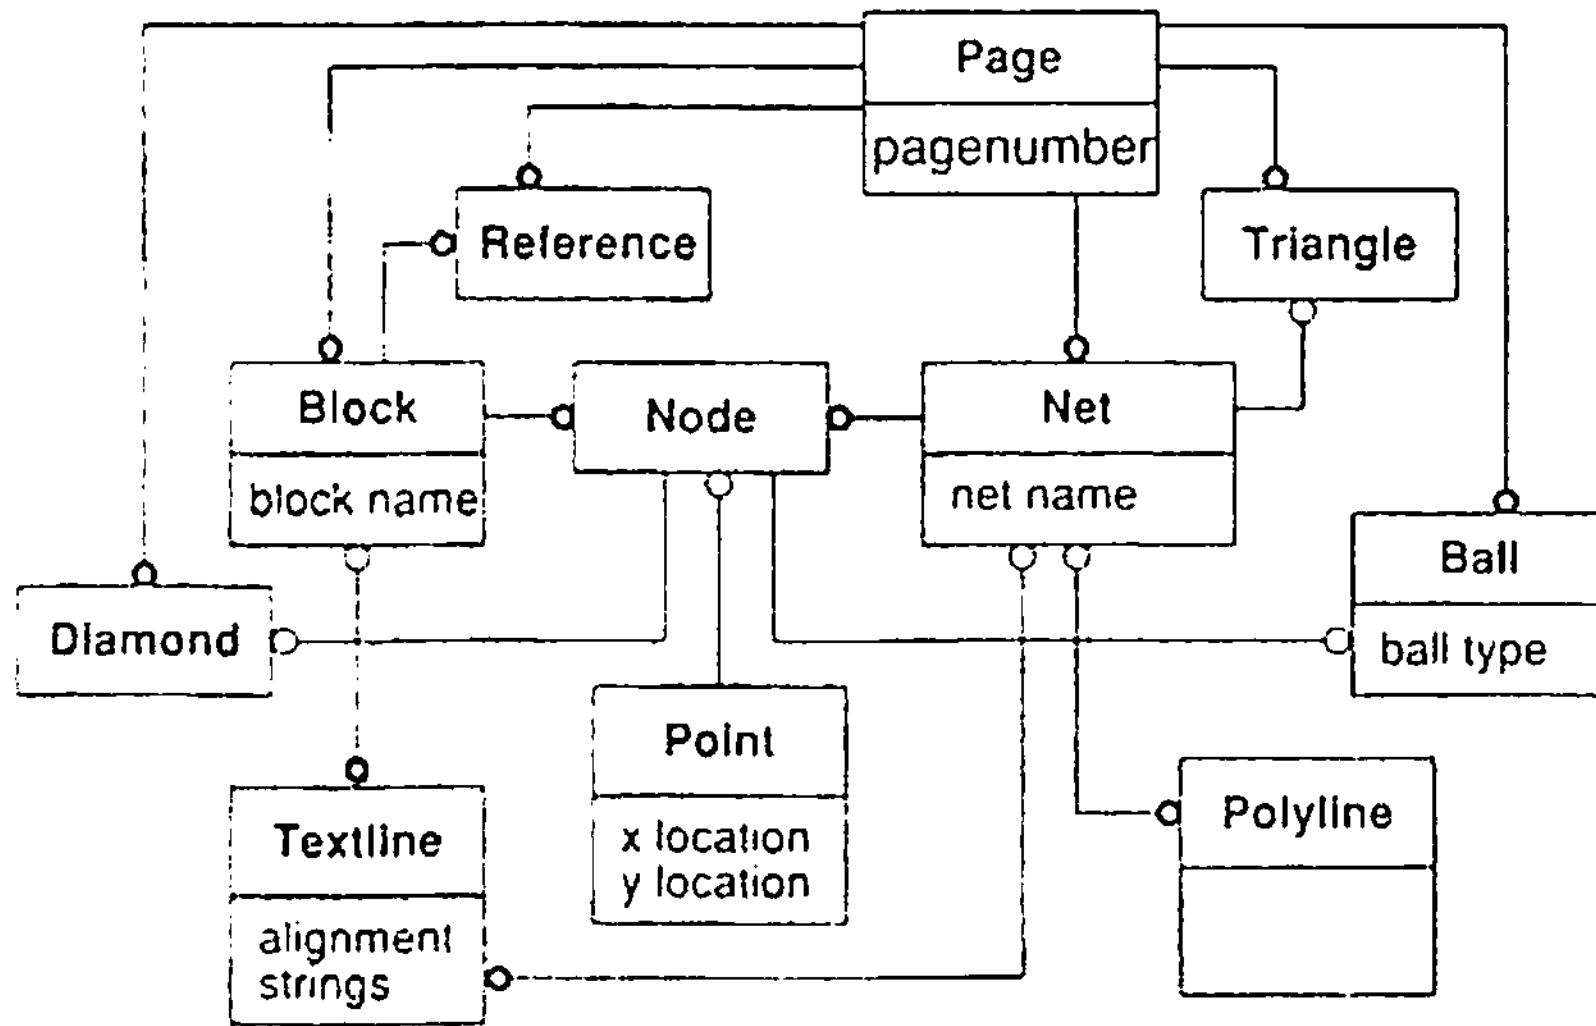 Page
pagenumber
Reference
Triangle
Block
block name
Node
Net
net name
Ball
ball type
Diamond
Point
x location
y location
Polyline
Textline
alignment
strings